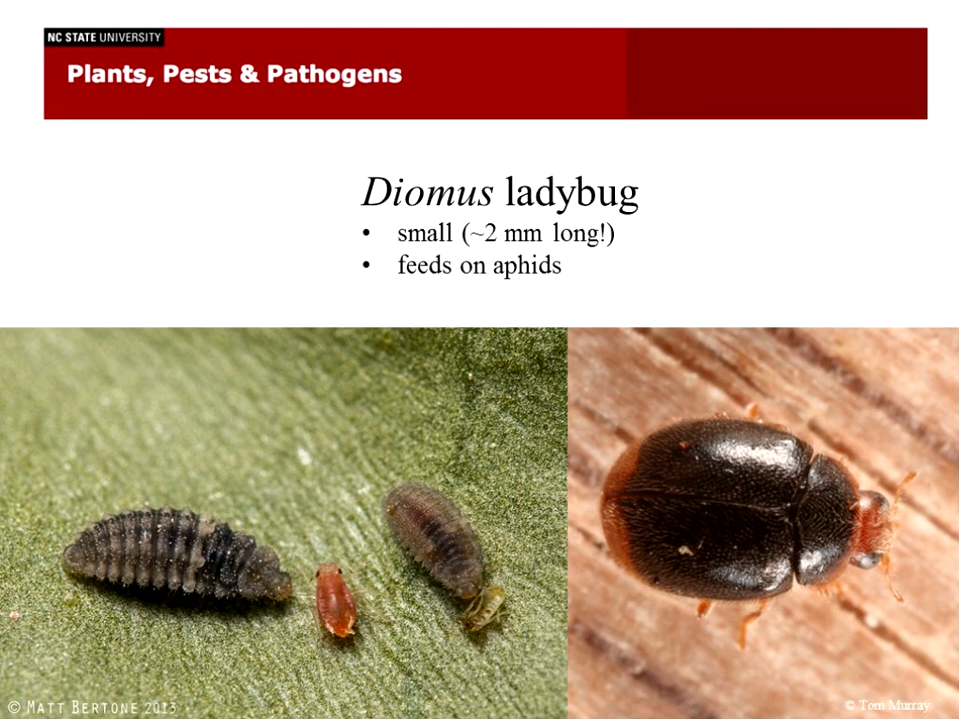 NC STATE UNIVERSITY
Plants, Pests & Pathogens
Diomus ladybug
• small (~2 mm long!)
• feeds on aphids
© MATT BERTONE 2013
© Tom Murray